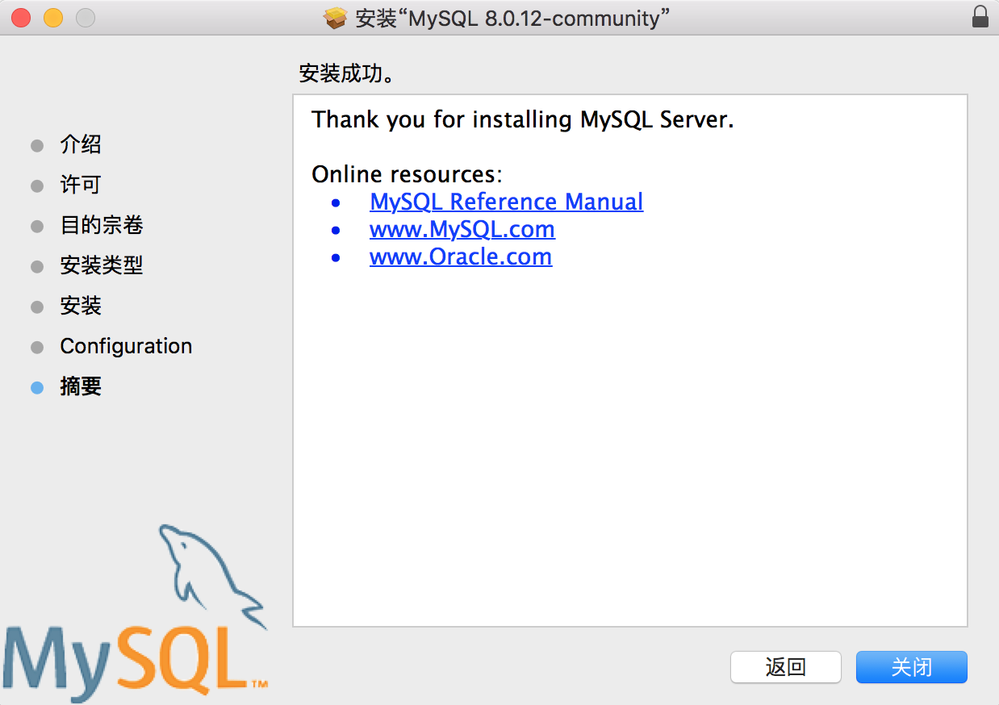 安装“MySQL 8.0.12-community”
安装成功。
介绍
许可
目的宗卷
安装类型
安装
Configuration
摘要
Thank you for installing MySQL Server.
Online resources:
MySQL Reference Manual
www.MySQL.com
www.Oracle.com
MySQL™
返回
关闭